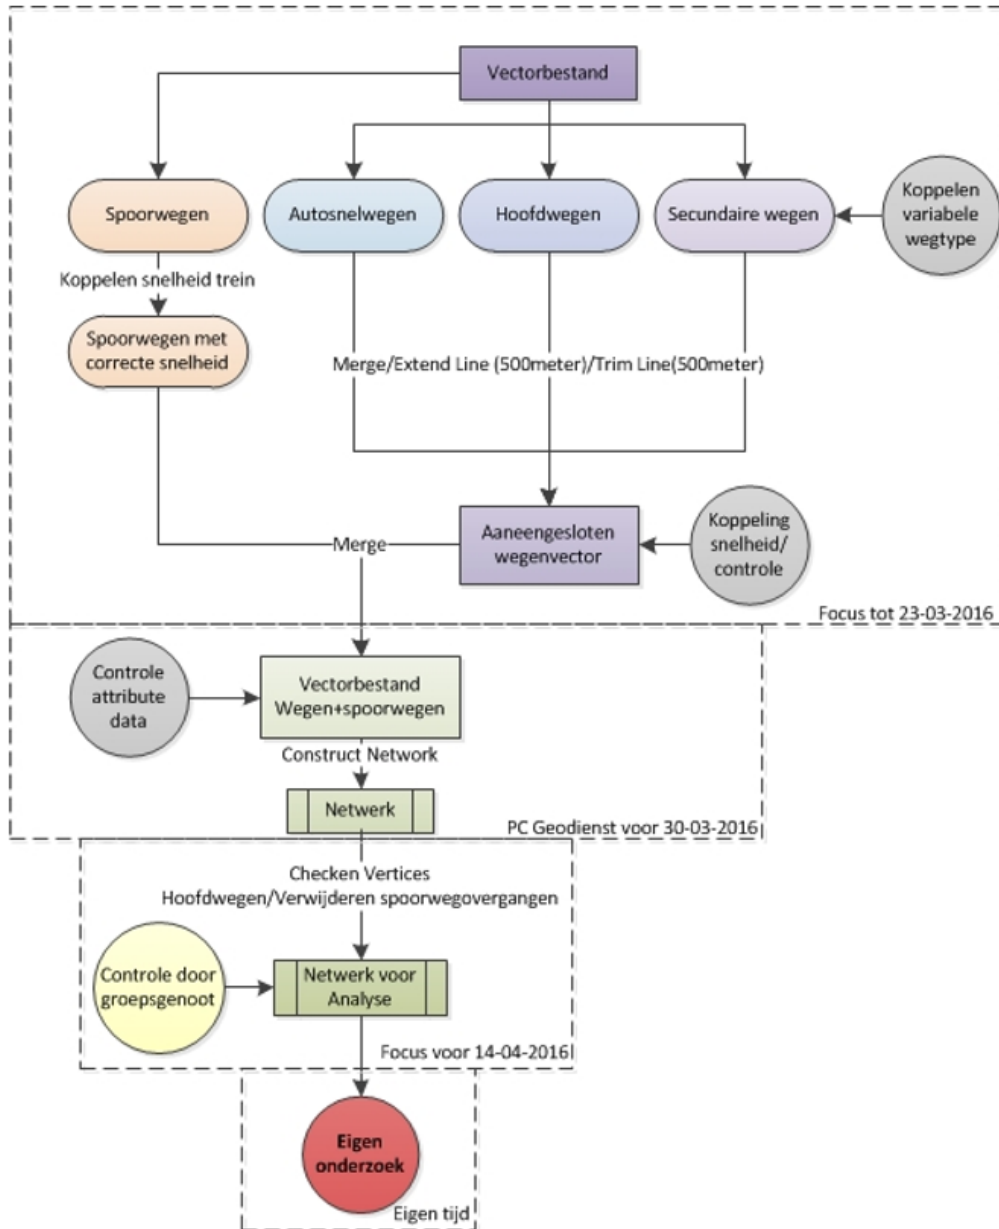 Vectorbestand
Spoorwegen
Autosnelwegen
Hoofdwegen
Secundaire wegen
Koppelen
variabele
wegtype
Koppelen snelheid trein
Spoorwegen met
correcte snelheid
Merge/Extend Line (500meter)/Trim Line(500meter)
Aaneengesloten
wegenvector
Koppeling
snelheid/
controle
Merge
Focus tot 23-03-2016
Controle
attribute
data
Vectorbestand
Wegen+spoorwegen
Construct Network
Netwerk
PC Geodienst voor 30-03-2016
Checken Vertices
Hoofdwegen/Verwijderen spoorwegovergangen
Controle door
groepsgenoot
Netwerk voor
Analyse
Focus voor 14-04-2016
Eigen
onderzoek
Eigen tijd